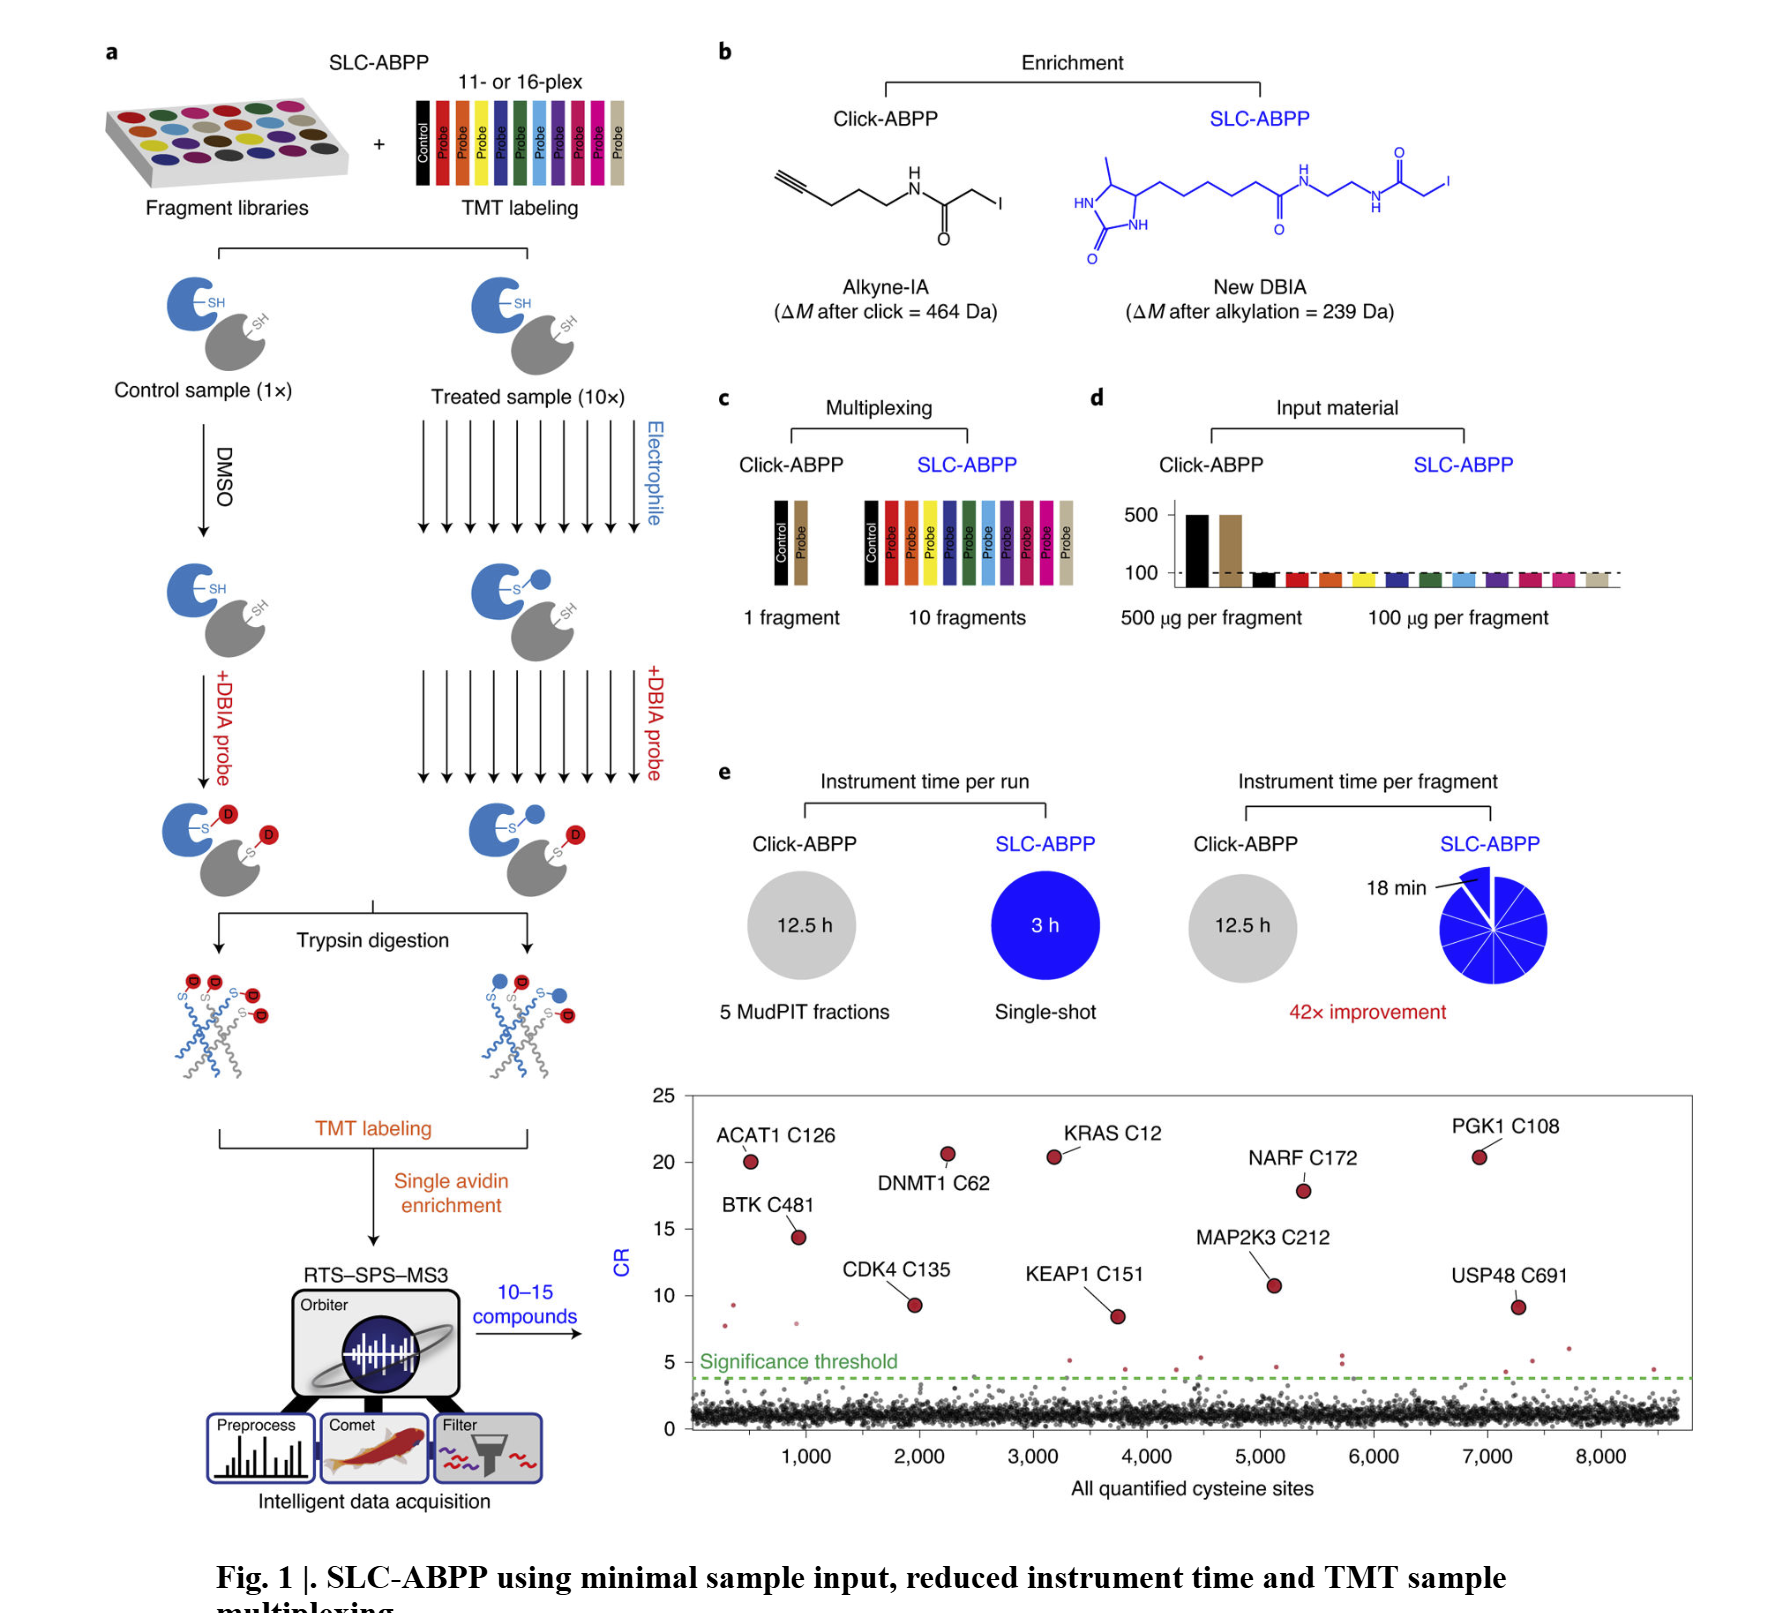 a
SLC-ABPP
11- or 16-plex
Control
Probe
Probe
Probe
Probe
Probe
Probe
Probe
Probe
Probe
Probe
+
Fragment libraries
TMT labeling
SH
SH
SH
SH
Control sample (1×)
Treated sample (10×)
DMSO
Electrophile
SH
SH
S
SH
+DBIA probe
+DBIA probe
S
D
S
D
S
S
D
Trypsin digestion
D
D
D
D
S
S
S
S
D
D
S
S
S
S
TMT labeling
Single avidin
enrichment
RTS–SPS–MS3
Orbiter
10–15
compounds
Preprocess
Comet
Filter
Intelligent data acquisition
b
Enrichment
Click-ABPP
SLC-ABPP
H
N
O
I
HN
NH
O
O
H
N
N
H
O
I
Alkyne-IA
(ΔM after click = 464 Da)
New DBIA
(ΔM after alkylation = 239 Da)
c
Multiplexing
Click-ABPP
SLC-ABPP
Control
Probe
Control
Probe
Probe
Probe
Probe
Probe
Probe
Probe
Probe
Probe
Probe
1 fragment
10 fragments
d
Input material
Click-ABPP
SLC-ABPP
500
100
500 μg per fragment
100 μg per fragment
e
Instrument time per run
Instrument time per fragment
Click-ABPP
SLC-ABPP
Click-ABPP
SLC-ABPP
12.5 h
3 h
12.5 h
18 min
5 MudPIT fractions
Single-shot
42× improvement
25
20
15
10
5
0
CR
ACAT1 C126
BTK C481
CDK4 C135
DNMT1 C62
KRAS C12
KEAP1 C151
NARF C172
MAP2K3 C212
PGK1 C108
USP48 C691
Significance threshold
1,000
2,000
3,000
4,000
5,000
6,000
7,000
8,000
All quantified cysteine sites
Fig. 1 |. SLC-ABPP using minimal sample input, reduced instrument time and TMT sample
multiplexing